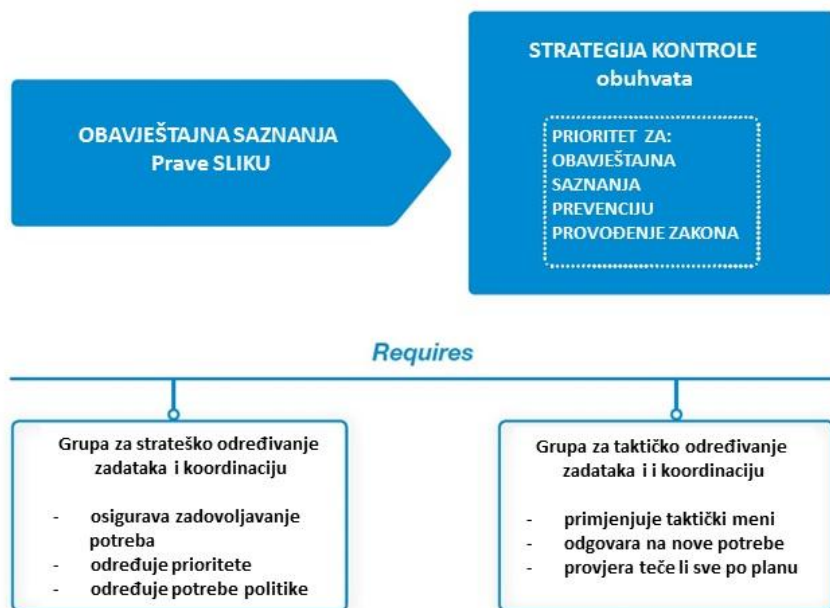 OBAVJEŠTAJNA SAZNANJA
Prave SLIKU
STRATEGIJA KONTROLE
obuhvata
PRIORITET ZA:
OBAVJEŠTAJNA
SAZNANJA
PREVENCIJU
PROVOĐENJE ZAKONA
Requires
Grupa za strateško određivanje
zadataka i koordinaciju
- osigurava zadovoljavanje
potreba
- određuje prioritete
- određuje potrebe politike
Grupa za taktičko određivanje
zadataka i i koordinaciju
- primjenjuje taktički meni
- odgovara na nove potrebe
- provjera teče li sve po planu